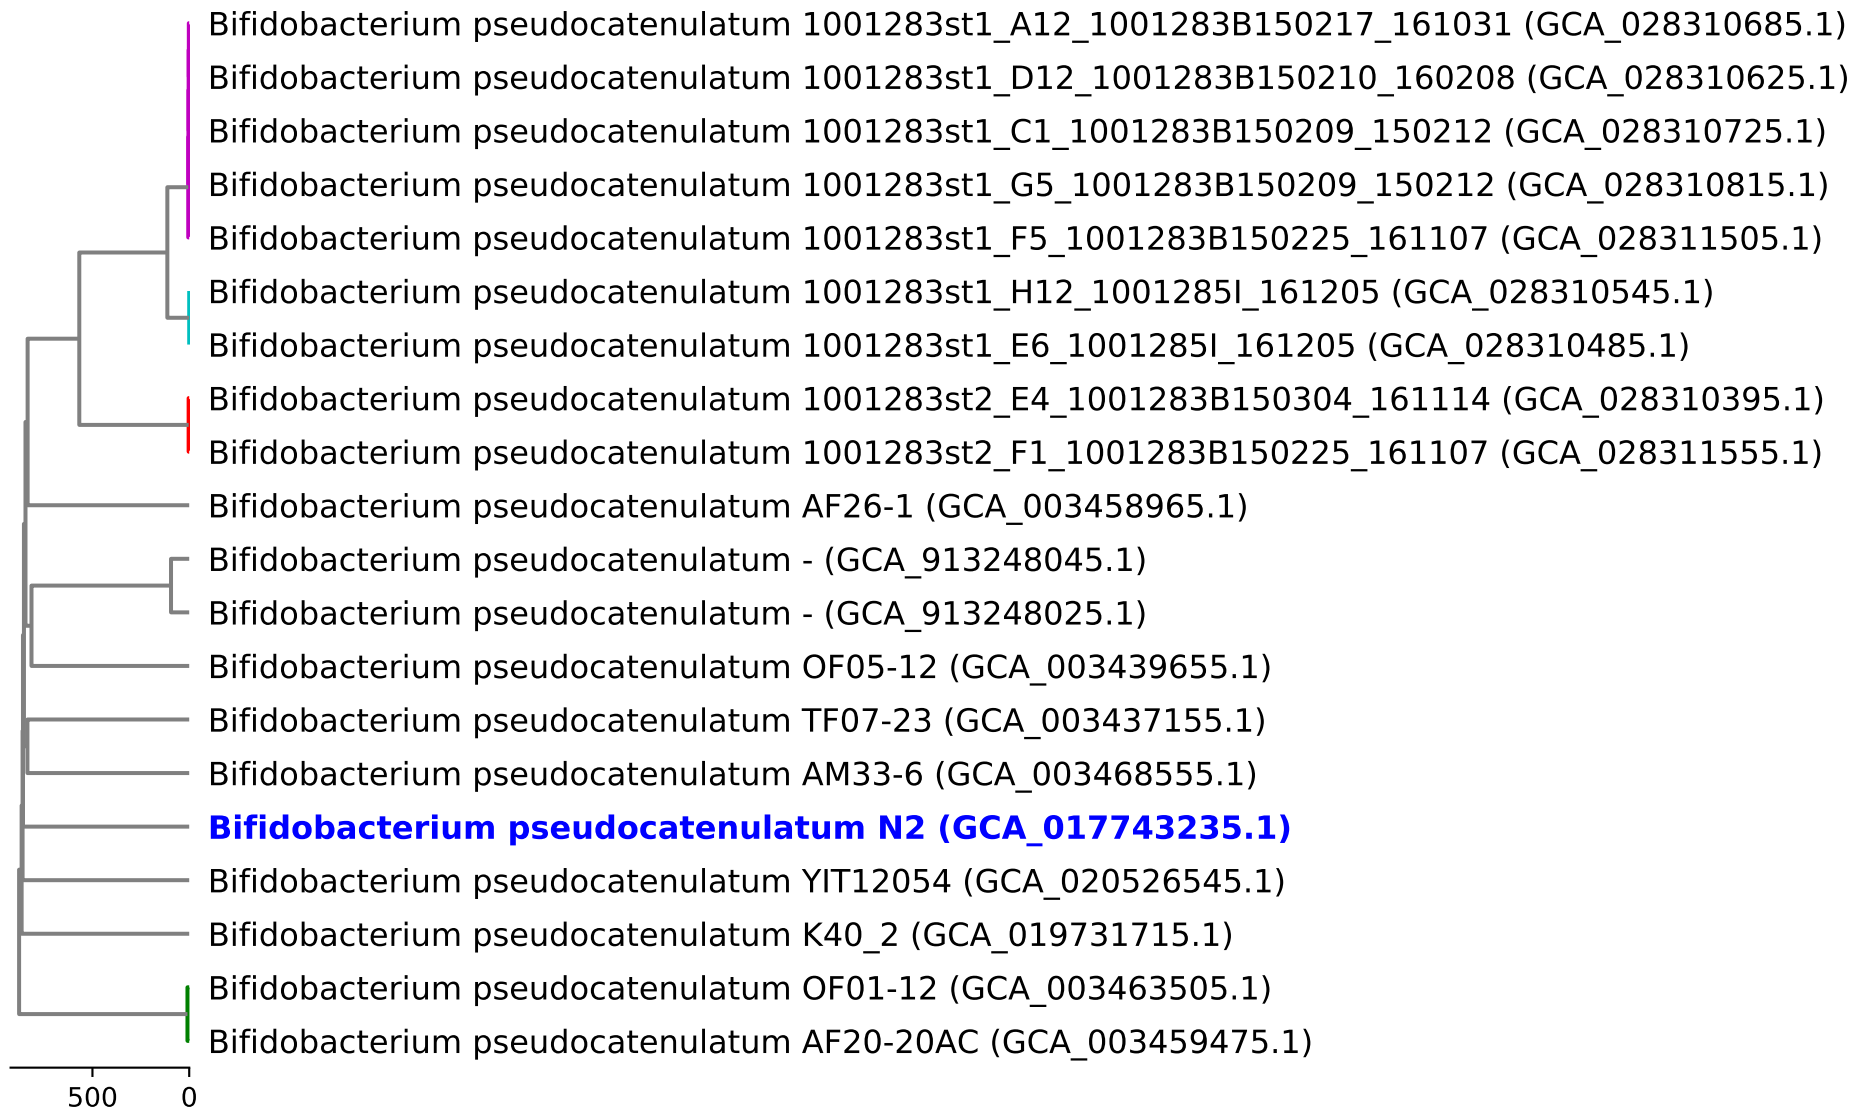 Bifidobacterium pseudocatenulatum 1001283st1_A12_1001283B150217_161031 (GCA_028310685.1)
Bifidobacterium pseudocatenulatum 1001283st1_D12_1001283B150210_160208 (GCA_028310625.1)
Bifidobacterium pseudocatenulatum 1001283st1_C1_1001283B150209_150212 (GCA_028310725.1)
Bifidobacterium pseudocatenulatum 1001283st1_G5_1001283B150209_150212 (GCA_028310815.1)
Bifidobacterium pseudocatenulatum 1001283st1_F5_1001283B150225_161107 (GCA_028311505.1)
Bifidobacterium pseudocatenulatum 1001283st1_H12_1001285I_161205 (GCA_028310545.1)
Bifidobacterium pseudocatenulatum 1001283st1_E6_1001285I_161205 (GCA_028310485.1)
Bifidobacterium pseudocatenulatum 1001283st2_E4_1001283B150304_161114 (GCA_028310395.1)
Bifidobacterium pseudocatenulatum 1001283st2_F1_1001283B150225_161107 (GCA_028311555.1)
Bifidobacterium pseudocatenulatum AF26-1 (GCA_003458965.1)
Bifidobacterium pseudocatenulatum - (GCA_913248045.1)
Bifidobacterium pseudocatenulatum - (GCA_913248025.1)
Bifidobacterium pseudocatenulatum OF05-12 (GCA_003439655.1)
Bifidobacterium pseudocatenulatum TF07-23 (GCA_003437155.1)
Bifidobacterium pseudocatenulatum AM33-6 (GCA_003468555.1)
Bifidobacterium pseudocatenulatum N2 (GCA_017743235.1)
Bifidobacterium pseudocatenulatum YIT12054 (GCA_020526545.1)
Bifidobacterium pseudocatenulatum K40_2 (GCA_019731715.1)
Bifidobacterium pseudocatenulatum OF01-12 (GCA_003463505.1)
Bifidobacterium pseudocatenulatum AF20-20AC (GCA_003459475.1)
500 0